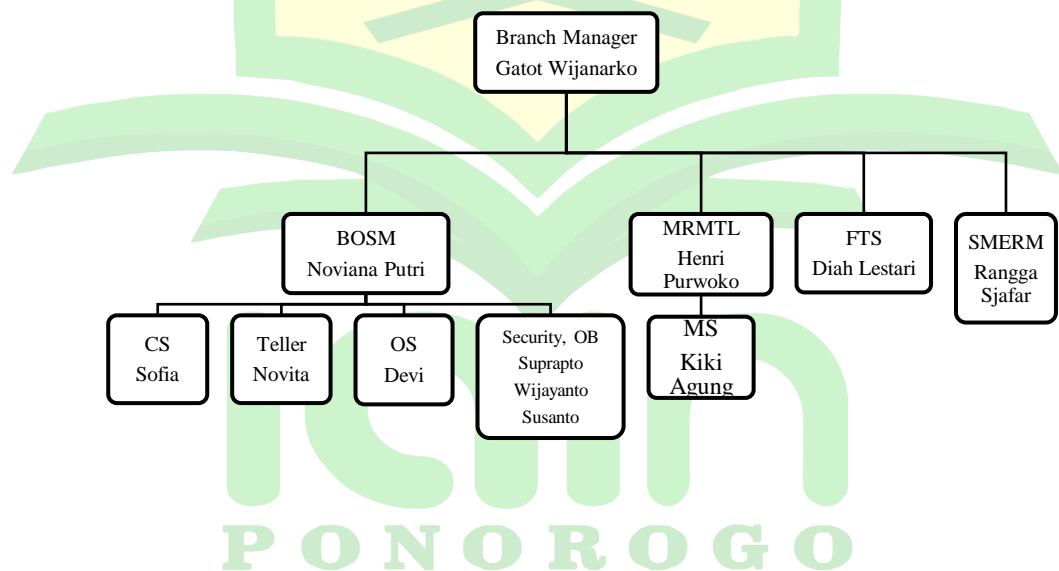 Branch Manager
Gatot Wijanarko
BOSM
Noviana Putri
MRMTL
Henri
Purwoko
FTS
Diah Lestari
SMERM
Rangga
Sjafar
CS
Sofia
Teller
Novita
OS
Devi
Security, OB
Suprapto
Wijayanto
Susanto
MS
Kiki
Agung
iain
PONOROGO